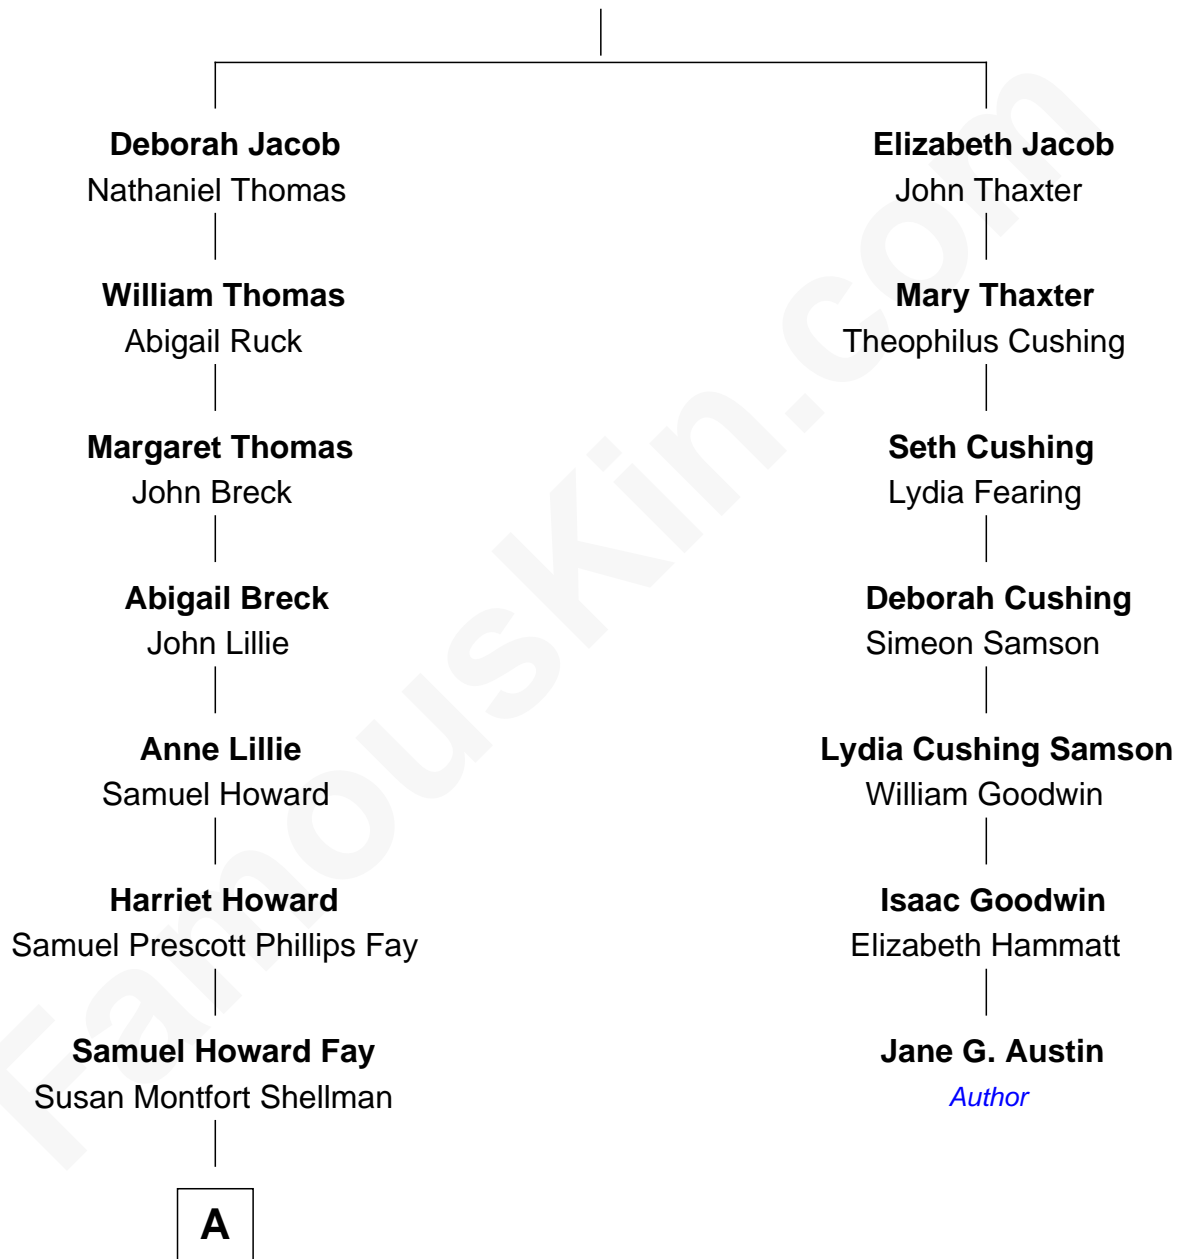 Deborah Jacob
Nathaniel Thomas
William Thomas
Abigail Ruck
Margaret Thomas
John Breck
Abigail Breck
John Lillie
Anne Lillie
Samuel Howard
Harriet Howard
Samuel Prescott Phillips Fay
Samuel Howard Fay
Susan Montfort Shellman
A
Elizabeth Jacob
John Thaxter
Mary Thaxter
Theophilus Cushing
Seth Cushing
Lydia Fearing
Deborah Cushing
Simeon Samson
Lydia Cushing Samson
William Goodwin
Isaac Goodwin
Elizabeth Hammatt
Jane G. Austin
Author
FamousKin.com